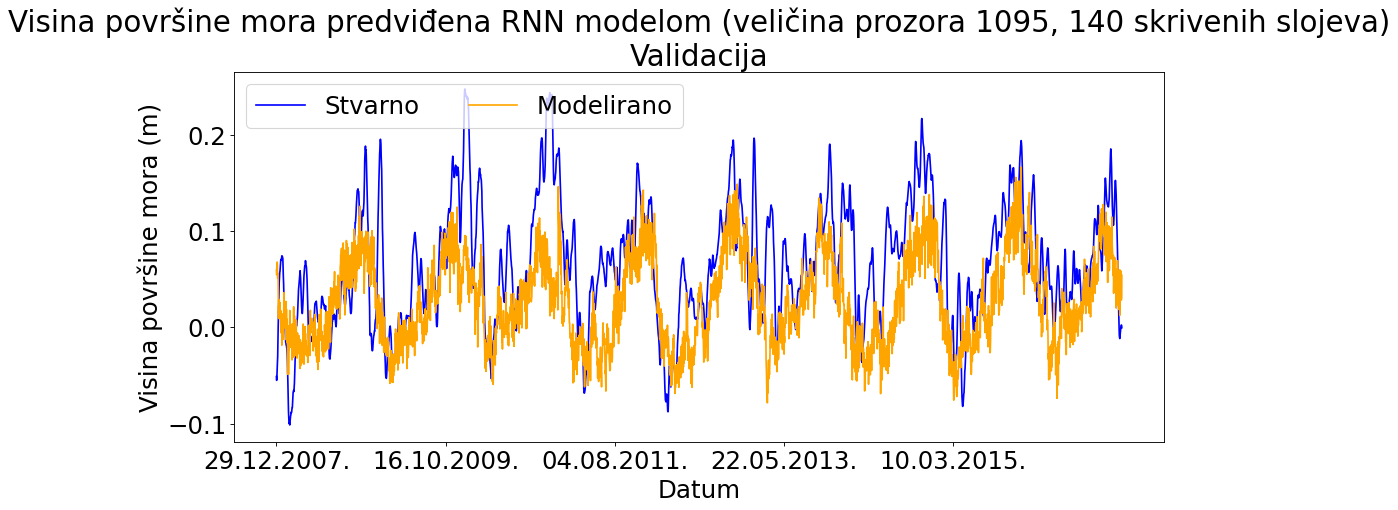 Visina površine mora predviđena RNN modelom (veličina prozora 1095, 140 skrivenih slojeva)
Validacija
Stvarno Modelirano
Visina površine mora (m)
0.2
0.1
0.0
−0.1
29.12.2007. 16.10.2009. 04.08.2011. 22.05.2013. 10.03.2015.
Datum